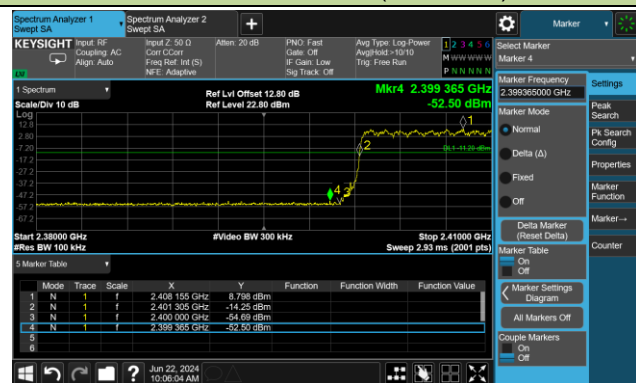 Spectrum Analyzer 1
Swept SA
Spectrum Analyzer 2
Swept SA
+
Marker
KEYSIGHT
Input: RF
Coupling: AC
Align: Auto
Input Z: 50 Ω
Corr CCorr
Freq Ref: Int (S)
NFE: Adaptive
Atten: 20 dB
PNO: Fast
Gate: Off
IF Gain: Low
Sig Track: Off
Avg Type: Log-Power
Avg|Hold:>10/10
Trig: Free Run
1 2 3 4 5 6
M W W W W W
P N N N N N
Select Marker
Marker 4
LXI
1 Spectrum
Scale/Div 10 dB
Log
Ref Lvl Offset 12.80 dB
Ref Level 22.80 dBm
Mkr4 2.399 365 GHz
-52.50 dBm
12.8
2.80
-7.20
-17.2
-27.2
-37.2
-47.2
-57.2
-67.2
1
2
3
4
DL1 -11.20 dBm
Start 2.38000 GHz
#Res BW 100 kHz
#Video BW 300 kHz
Stop 2.41000 GHz
Sweep 2.93 ms (2001 pts)
5 Marker Table
Mode Trace Scale X Y Function Function Width Function Value
1 N 1 f 2.408 155 GHz 8.798 dBm
2 N 1 f 2.401 305 GHz -14.25 dBm
3 N 1 f 2.400 000 GHz -54.69 dBm
4 N 1 f 2.399 365 GHz -52.50 dBm
5
6
Marker Frequency
2.399365000 GHz
Marker Mode
Normal
Delta (Δ)
Fixed
Off
Delta Marker
(Reset Delta)
Marker Table
On
Off
Marker Settings
Diagram
All Markers Off
Couple Markers
On
Off
Settings
Peak
Search
Pk Search
Config
Properties
Marker
Function
Marker→
Counter
?
Jun 22, 2024
10:06:04 AM